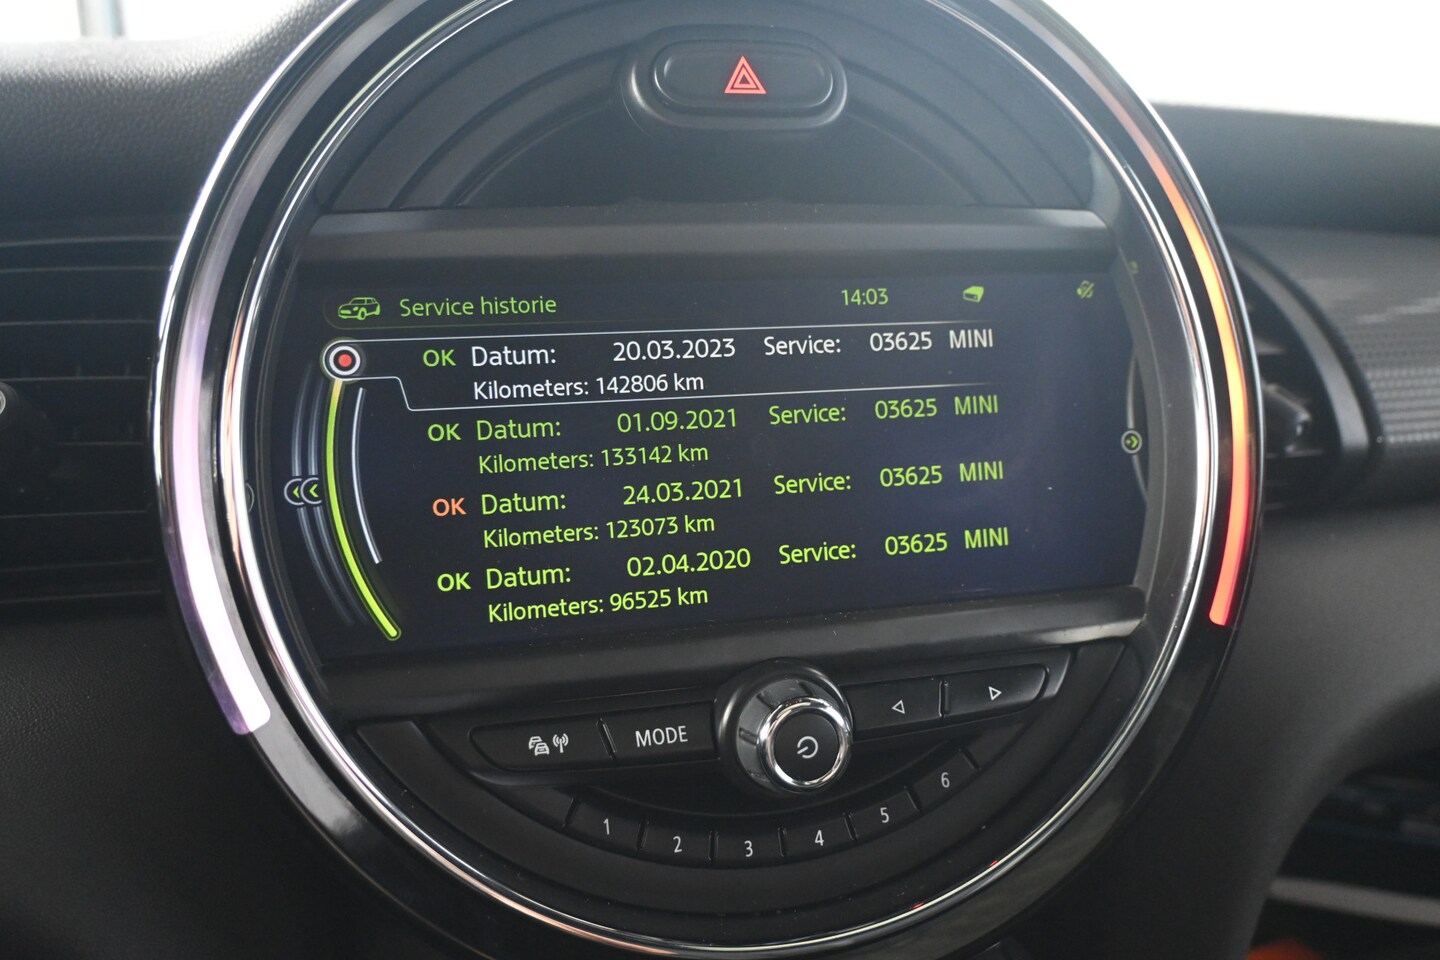 Service historie 14:03
OK Datum: 20.03.2023 Service: 03625 MINI
Kilometers: 142806 km
OK Datum: 01.09.2021 Service: 03625 MINI
Kilometers: 133142 km
OK Datum: 24.03.2021 Service: 03625 MINI
Kilometers: 123073 km
OK Datum: 02.04.2020 Service: 03625 MINI
Kilometers: 96525 km
MODE
1 2 3 4 5 6